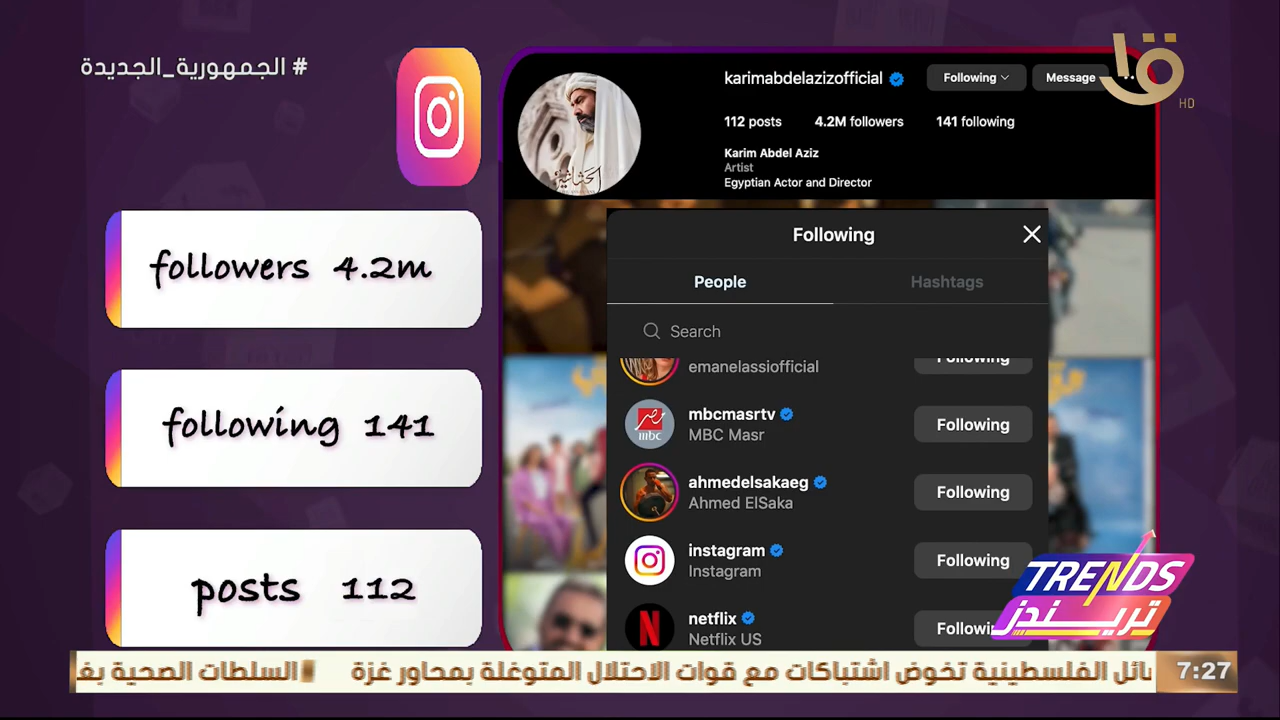 # الجمهورية_الجديدة
HD
karimabdelazizofficial
Following
Message
112 posts
4.2M followers
141 following
Karim Abdel Aziz
Artist
Egyptian Actor and Director
followers 4.2m
following 141
posts 112
Following
People
Hashtags
Search
emanelassiofficial
Following
mbcmasrtv
MBC Masr
Following
ahmedelsakaeg
Ahmed ElSaka
Following
instagram
Instagram
Following
netflix
Netflix US
TRENDS
تريندز
الفلسطينية تخوض اشتباكات مع قوات الاحتلال المتوغلة بمحاور غزة
السلطات الصحية
7:27